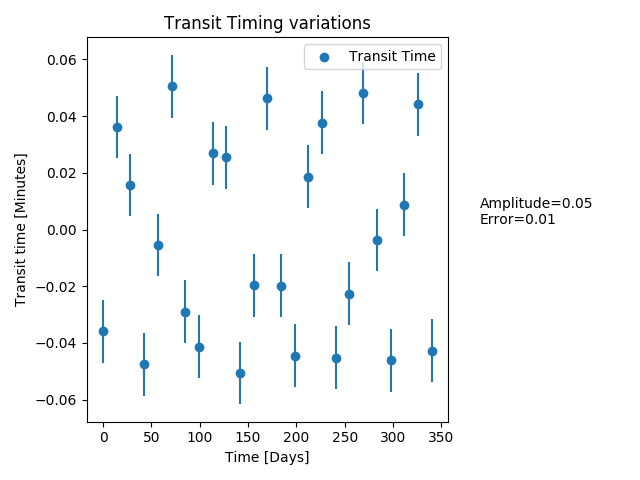 Transit Timing variations
Transit Time
0.06
0.04
0.02
0.00
−0.02
−0.04
−0.06
Transit time [Minutes]
0 50 100 150 200 250 300 350
Time [Days]
Amplitude=0.05
Error=0.01